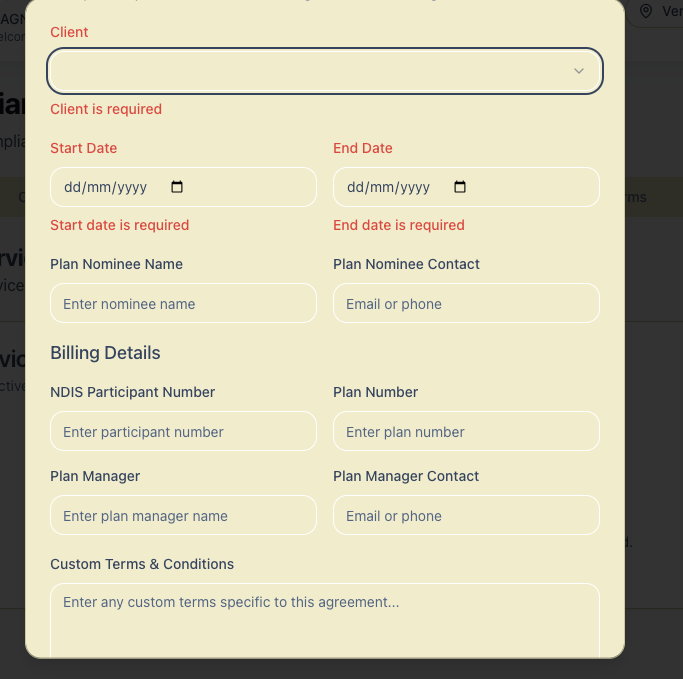 Client
Client is required
Start Date
End Date
dd/mm/yyyy
dd/mm/yyyy
Start date is required
End date is required
Plan Nominee Name
Plan Nominee Contact
Enter nominee name
Email or phone
Billing Details
NDIS Participant Number
Plan Number
Enter participant number
Enter plan number
Plan Manager
Plan Manager Contact
Enter plan manager name
Email or phone
Custom Terms & Conditions
Enter any custom terms specific to this agreement...